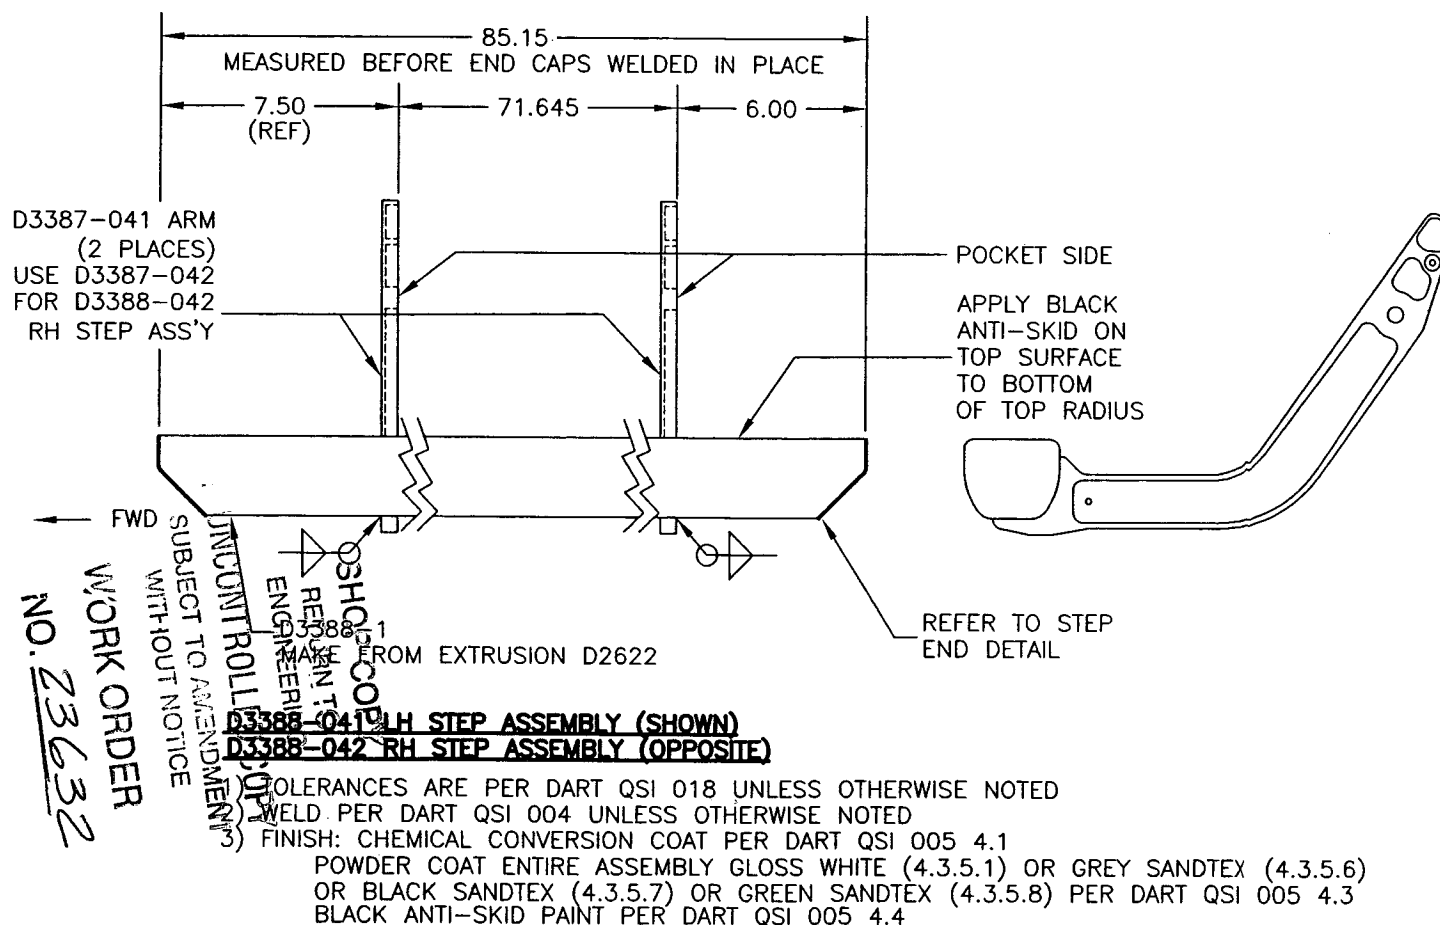 85.15
MEASURED BEFORE END CAPS WELDED IN PLACE
7.50
(REF)
71.645
6.00
D3387-041 ARM
(2 PLACES)
USE D3387-042
FOR D3388-042
RH STEP ASS'Y
POCKET SIDE
APPLY BLACK
ANTI-SKID ON
TOP SURFACE
TO BOTTOM
OF TOP RADIUS
FWD
REFER TO STEP
END DETAIL
D3388-1
MAKE FROM EXTRUSION D2622
SHOP COPY
RETURN TO
ENGINEERING
UNCONTROLLED COPY
SUBJECT TO AMENDMENT
WITHOUT NOTICE
WORK ORDER
NO. 23632
D3388-041 LH STEP ASSEMBLY (SHOWN)
D3388-042 RH STEP ASSEMBLY (OPPOSITE)
1) TOLERANCES ARE PER DART QSI 018 UNLESS OTHERWISE NOTED
2) WELD PER DART QSI 004 UNLESS OTHERWISE NOTED
3) FINISH: CHEMICAL CONVERSION COAT PER DART QSI 005 4.1
POWDER COAT ENTIRE ASSEMBLY GLOSS WHITE (4.3.5.1) OR GREY SANDTEX (4.3.5.6)
OR BLACK SANDTEX (4.3.5.7) OR GREEN SANDTEX (4.3.5.8) PER DART QSI 005 4.3
BLACK ANTI-SKID PAINT PER DART QSI 005 4.4